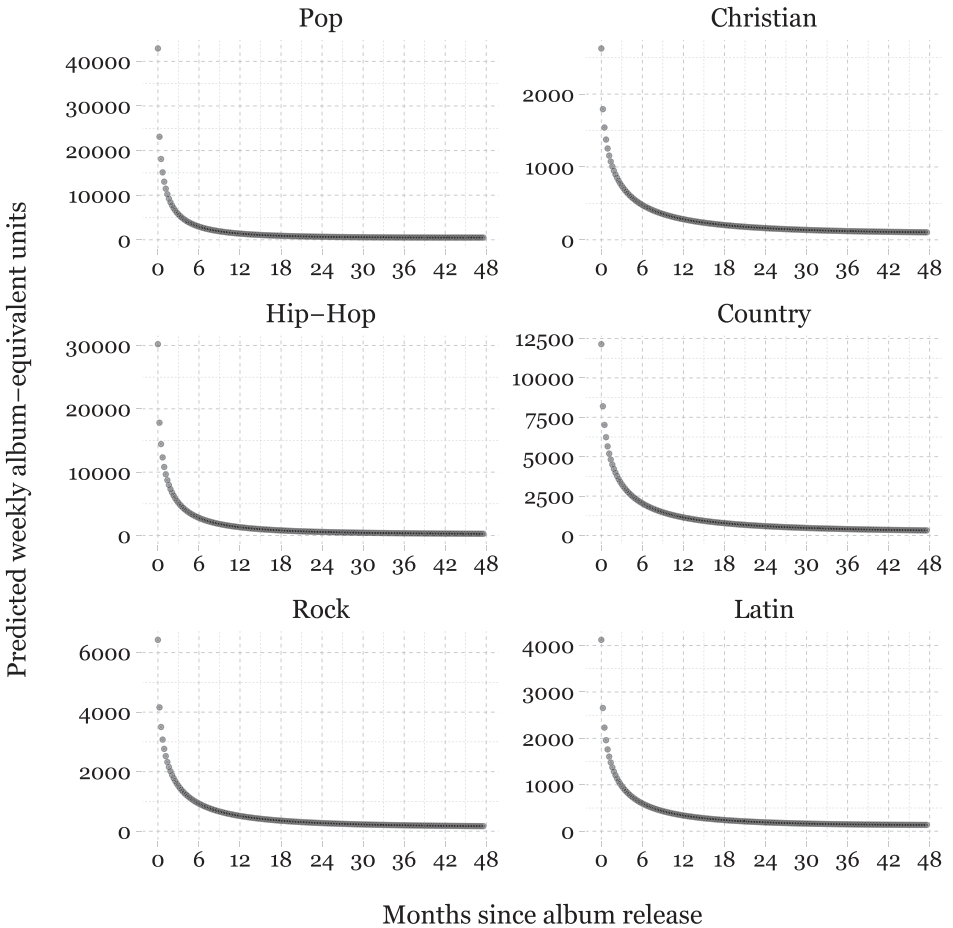 Pop
Christian
40000
30000
20000
10000
0
0 6 12 18 24 30 36 42 48
2000
1000
0
0 6 12 18 24 30 36 42 48
Hip–Hop
Country
30000
20000
10000
0
0 6 12 18 24 30 36 42 48
12500
10000
7500
5000
2500
0
0 6 12 18 24 30 36 42 48
Rock
Latin
6000
4000
2000
0
0 6 12 18 24 30 36 42 48
4000
3000
2000
1000
0
0 6 12 18 24 30 36 42 48
Predicted weekly album–equivalent units
Months since album release